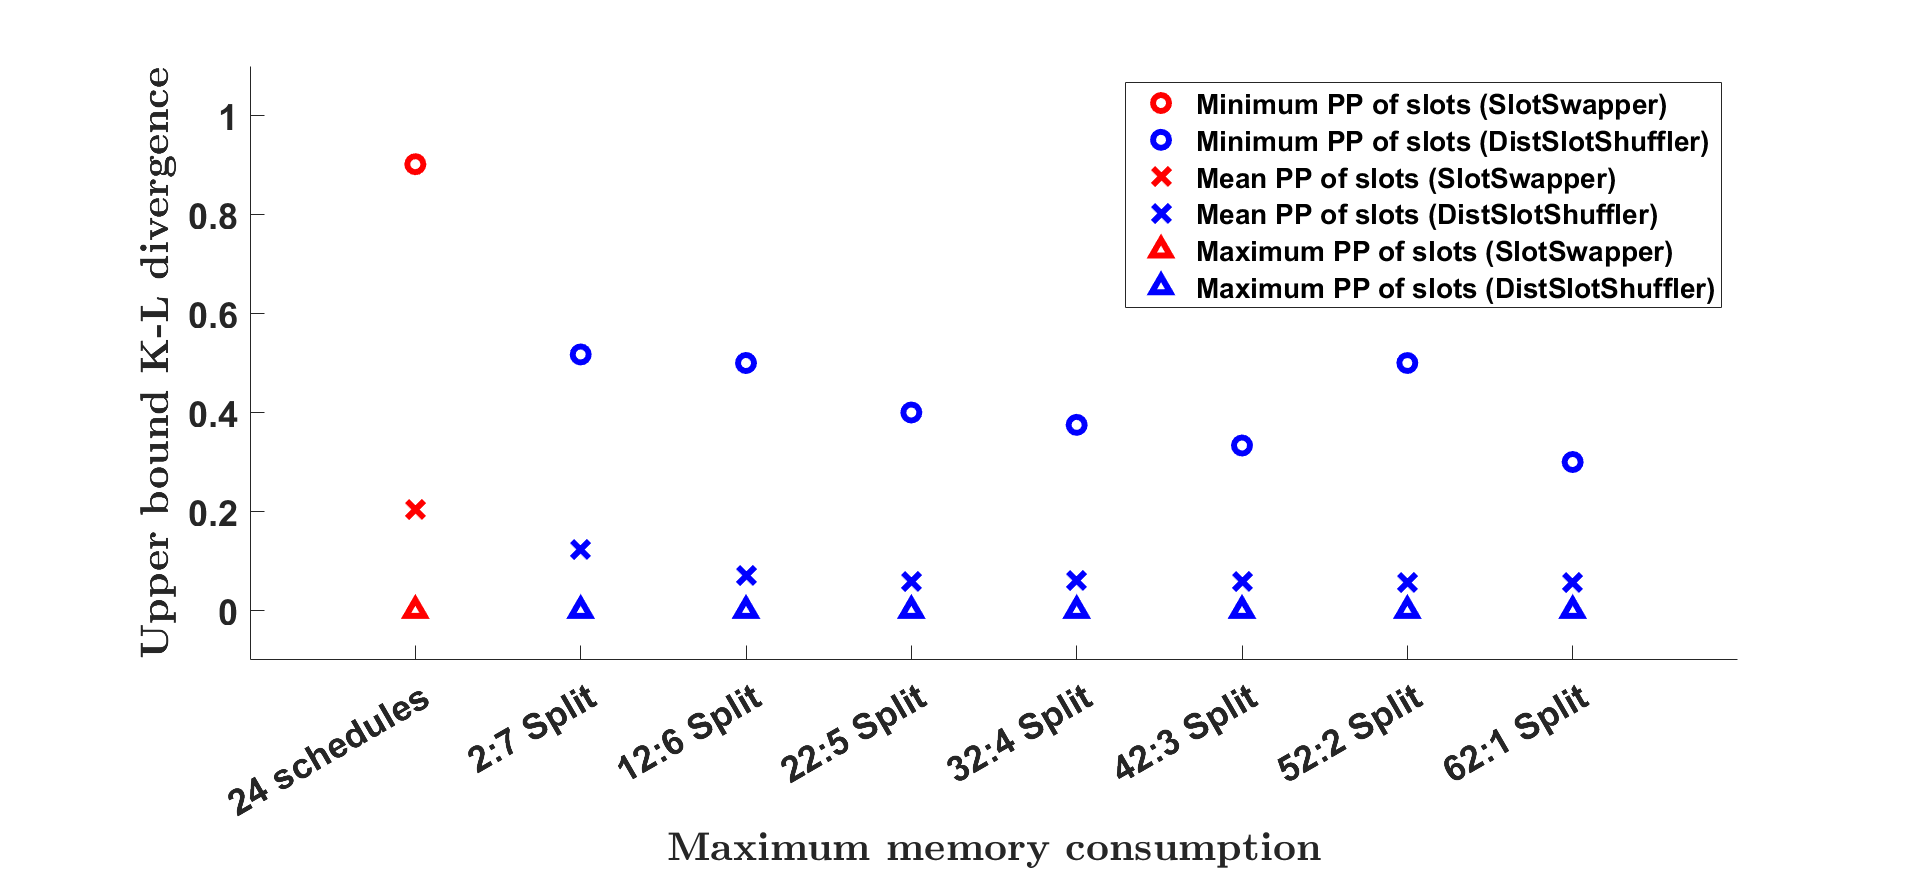 Upper bound K-L divergence
1
0.8
0.6
0.4
0.2
0
Minimum PP of slots (SlotSwapper)
Minimum PP of slots (DistSlotShuffler)
Mean PP of slots (SlotSwapper)
Mean PP of slots (DistSlotShuffler)
Maximum PP of slots (SlotSwapper)
Maximum PP of slots (DistSlotShuffler)
24 schedules
2:7 Split
12:6 Split
22:5 Split
32:4 Split
42:3 Split
52:2 Split
62:1 Split
Maximum memory consumption